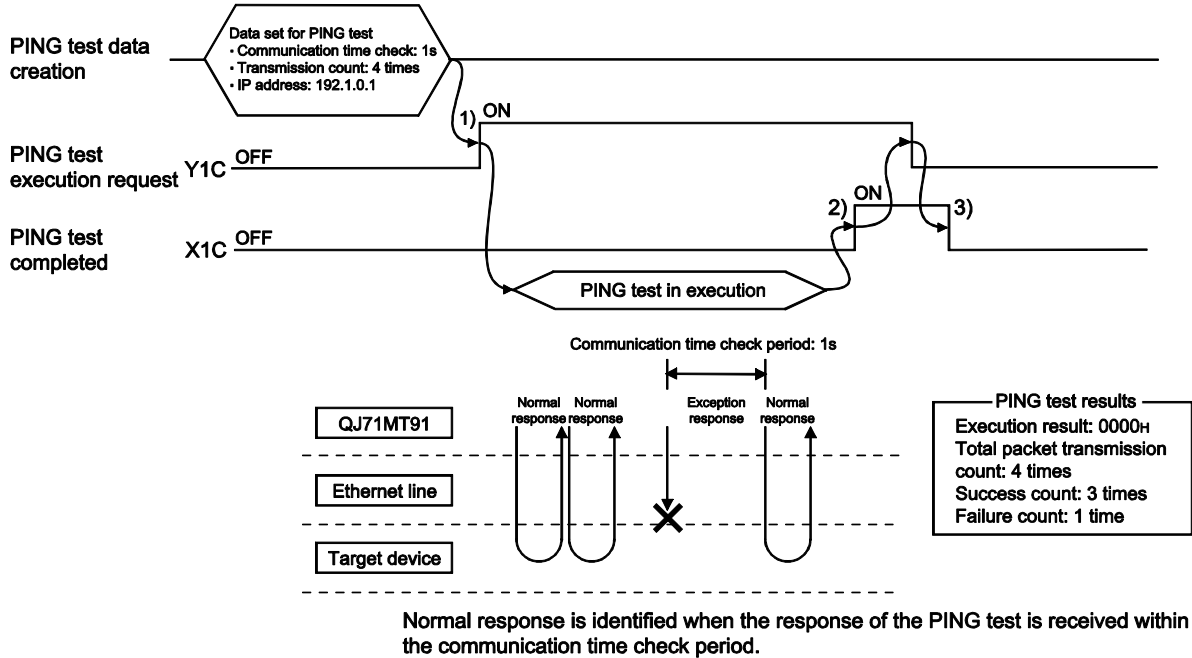 PING test data
creation
Data set for PING test
· Communication time check: 1s
· Transmission count: 4 times
· IP address: 192.1.0.1
1)
ON
PING test
execution request
Y1C
OFF
2)
ON
3)
PING test
completed
X1C
OFF
PING test in execution
Communication time check period: 1s
Normal
response
Normal
response
Exception
response
Normal
response
QJ71MT91
Ethernet line
Target device
PING test results
Execution result: 0000H
Total packet transmission
count: 4 times
Success count: 3 times
Failure count: 1 time
Normal response is identified when the response of the PING test is received within
the communication time check period.